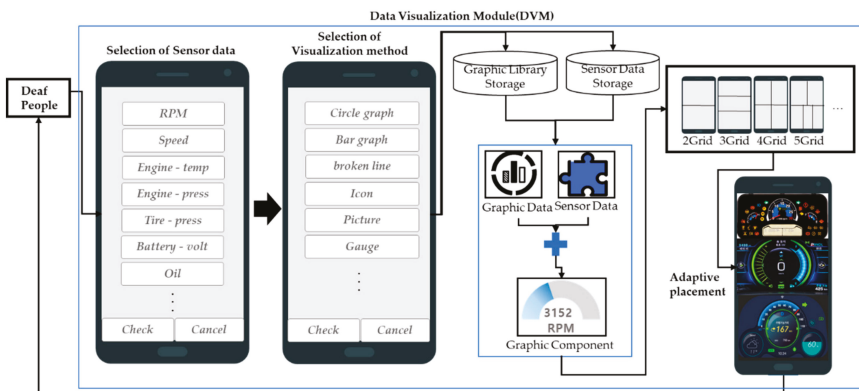 Data Visualization Module(DVM)
Selection of Sensor data
Selection of
Visualization method
Deaf
People
RPM
Speed
Engine - temp
Engine - press
Tire - press
Battery - volt
Oil
Check
Cancel
Circle graph
Bar graph
broken line
Icon
Picture
Gauge
Check
Cancel
Graphic Library
Storage
Sensor Data
Storage
Graphic Data
Sensor Data
3152
RPM
Graphic Component
2Grid
3Grid
4Grid
5Grid
...
Adaptive
placement
0
167
60